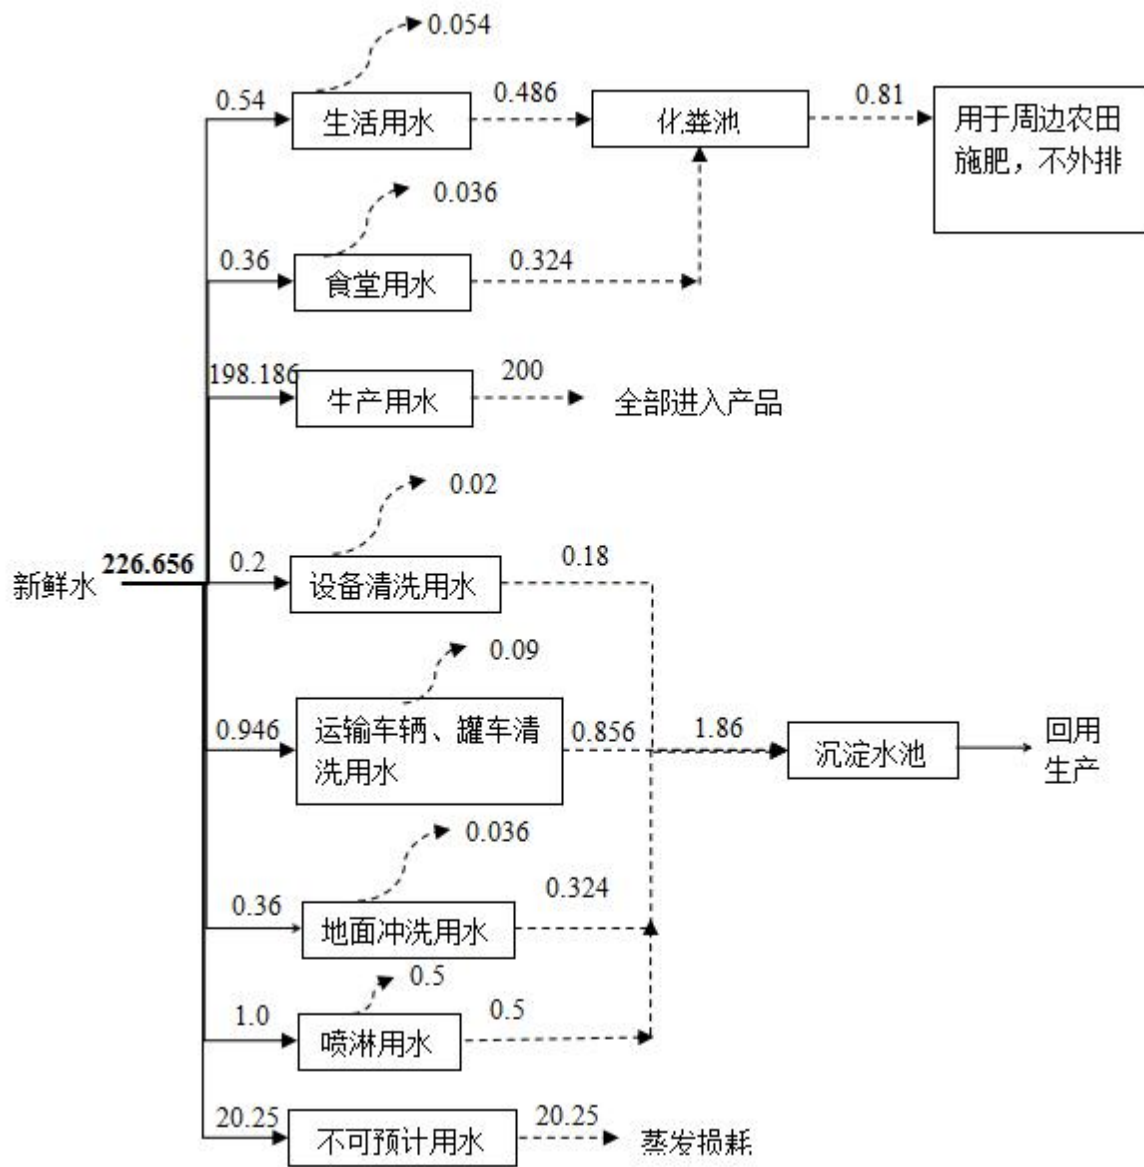 0.054
0.54
生活用水
0.486
化粪池
0.81
用于周边农田
施肥，不外排
0.036
0.36
食堂用水
0.324
198.186
生产用水
200
全部进入产品
0.02
新鲜水
226.656
0.2
设备清洗用水
0.18
0.09
0.946
运输车辆、罐车清
洗用水
0.856
1.86
沉淀水池
回用
生产
0.036
0.36
地面冲洗用水
0.324
0.5
1.0
喷淋用水
0.5
20.25
不可预计用水
20.25
蒸发损耗